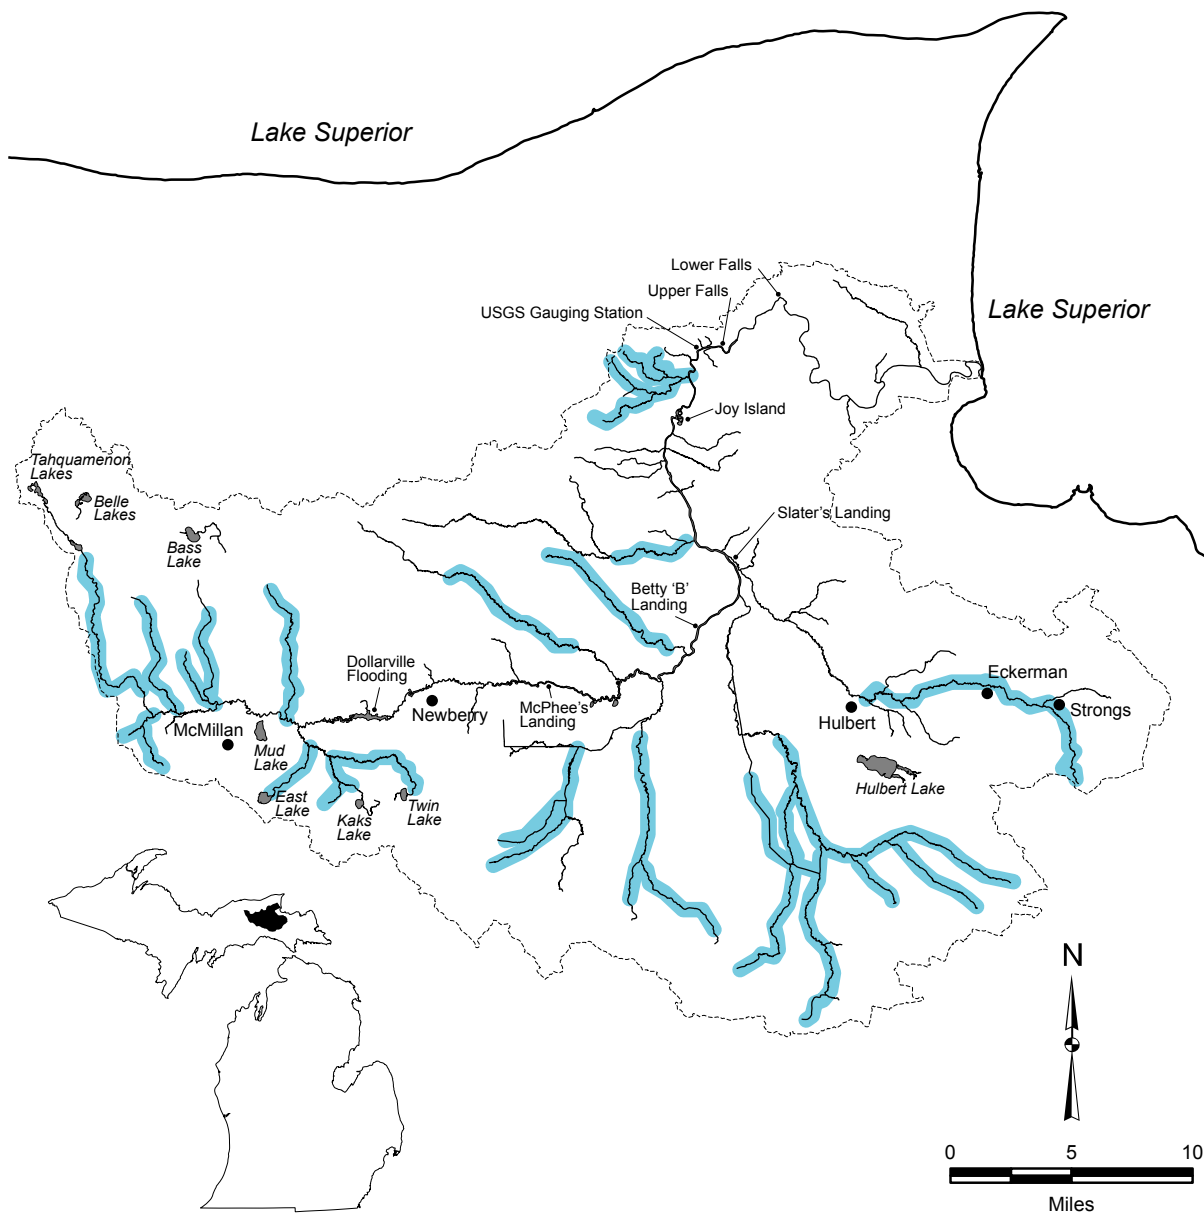 Lake Superior
Lower Falls
Upper Falls
USGS Gauging Station
Lake Superior
Joy Island
Tahquamenon
Lakes
Belle
Lakes
Bass
Lake
Slater's Landing
Betty 'B'
Landing
Dollarville
Flooding
Eckerman
Newberry
McPhee's
Landing
Hulbert
Strongs
McMillan
Mud
Lake
East
Lake
Kaks
Lake
Twin
Lake
Hulbert Lake
N
0 5 10
Miles